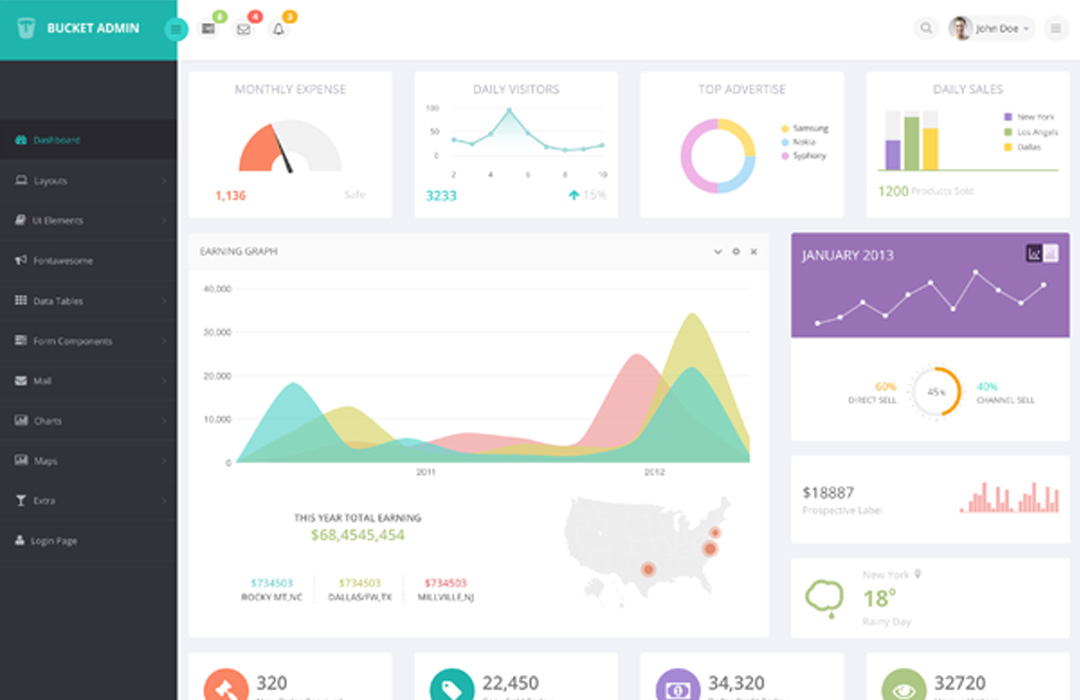 BUCKET ADMIN
8
4
3
John Doe
Dashboard
Layouts
UI Elements
Fontawesome
Data Tables
Form Components
Mail
Charts
Maps
Extra
Login Page
MONTHLY EXPENSE
1,136
Safe
DAILY VISITORS
100
50
0
2 4 6 8 10
3233
15%
TOP ADVERTISE
Samsung
Nokia
Syphony
DAILY SALES
New York
Los Angels
Dallas
1200 Products Sold
EARNING GRAPH
40,000
30,000
20,000
10,000
0
2011 2012
THIS YEAR TOTAL EARNING
$68,4545,454
$734503 $734503 $734503
ROCKY MT,NC DALLAS/FW,TX MILLVILLE,NJ
JANUARY 2013
60%
DIRECT SELL
45%
40%
CHANNEL SELL
$18887
Prospective Label
New York
18°
Rainy Day
320
22,450
34,320
32720